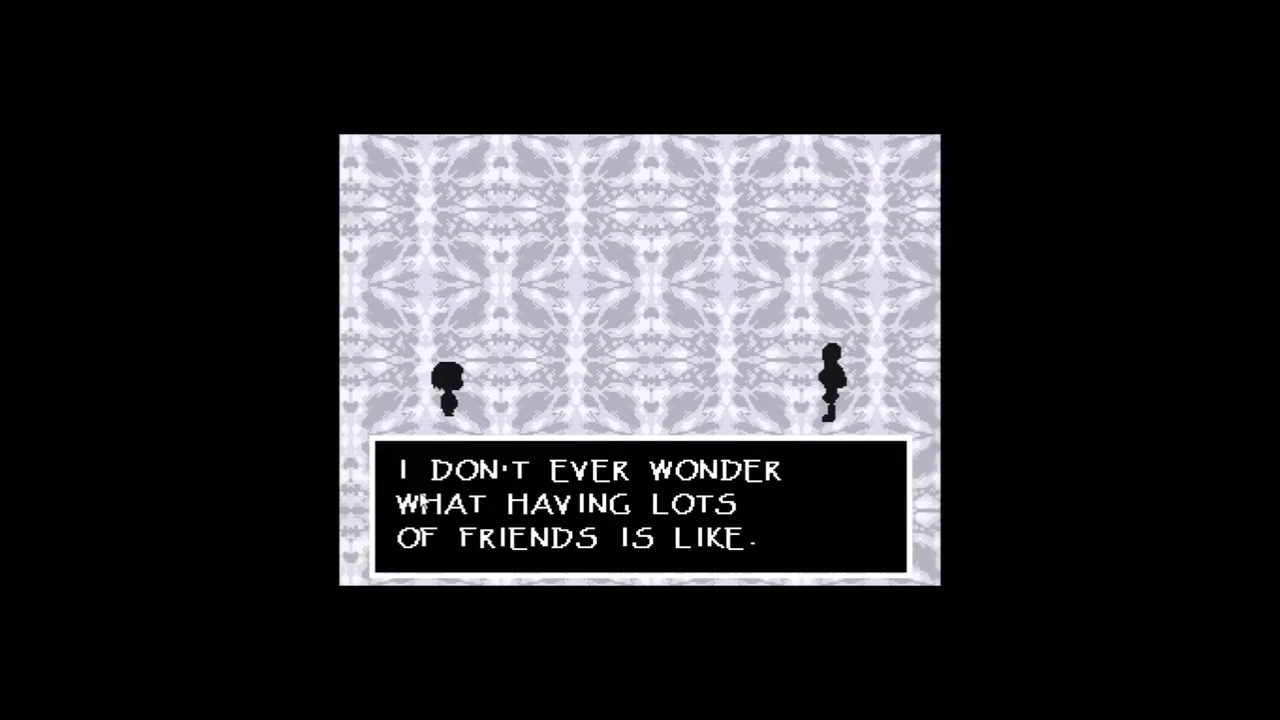 I DON'T EVER WONDER
WHAT HAVING LOTS
OF FRIENDS IS LIKE.